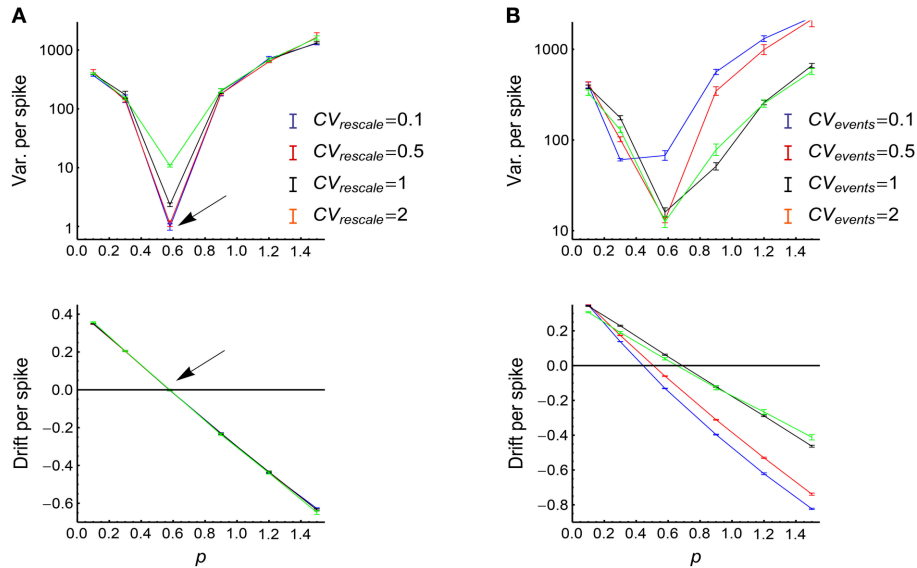 A
Var. per spike
1000
100
10
1
0.0 0.2 0.4 0.6 0.8 1.0 1.2 1.4
CVrescale=0.1
CVrescale=0.5
CVrescale=1
CVrescale=2
Drift per spike
0.4
0.2
0.0
−0.2
−0.4
−0.6
0.0 0.2 0.4 0.6 0.8 1.0 1.2 1.4
p
B
Var. per spike
1000
100
10
0.0 0.2 0.4 0.6 0.8 1.0 1.2 1.4
CVevents=0.1
CVevents=0.5
CVevents=1
CVevents=2
Drift per spike
0.2
0.0
−0.2
−0.4
−0.6
−0.8
0.0 0.2 0.4 0.6 0.8 1.0 1.2 1.4
p